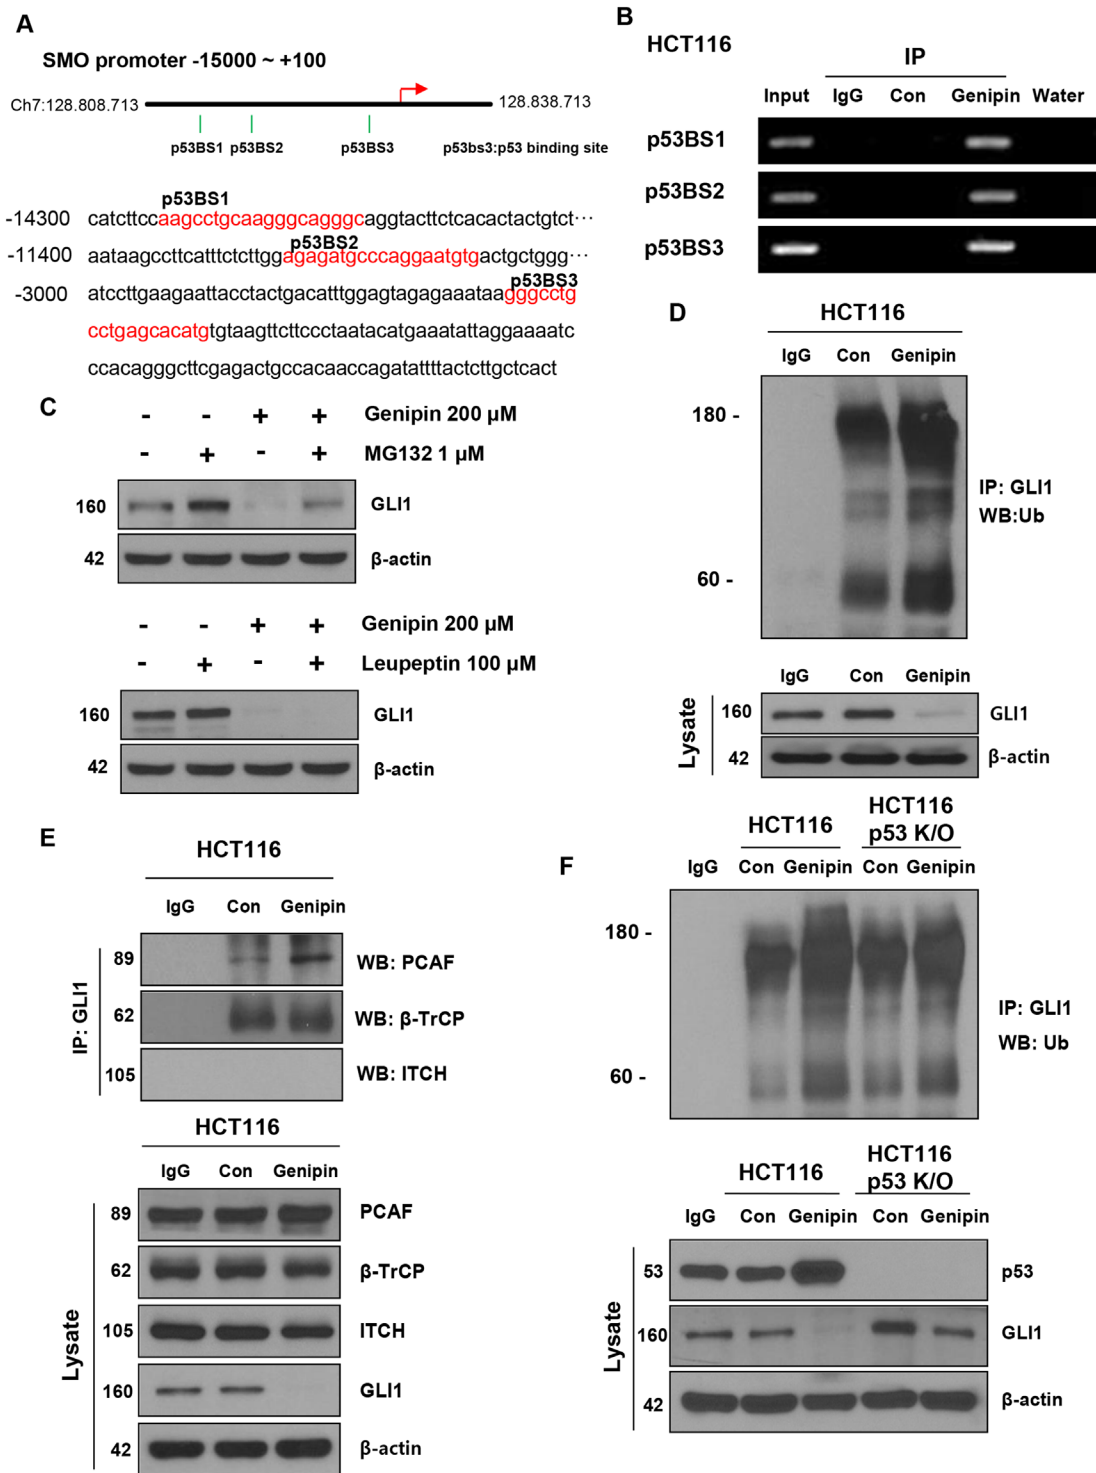 A
SMO promoter -15000 ~ +100
Ch7:128.808.713
128.838.713
p53BS1 p53BS2 p53BS3 p53bs3:p53 binding site
p53BS1
-14300 catcttccaagcctgcaagggcagggcaggtacttctcacactactgtct···
p53BS2
-11400 aataagccttcatttctcttggagagatgcccaggaatgtgactgctggg···
p53BS3
-3000 atccttgaagaattacctactgacatttggagtagagaaataagggcctg
cctgagcacatgtgtaagttcttccctaatacatgaaatattaggaaaatc
ccacagggcttcgagactgccacaaccagatattttactcttgctcact
B
HCT116
IP
Input IgG Con Genipin Water
p53BS1
p53BS2
p53BS3
C
- - + + Genipin 200 μM
- + - + MG132 1 μM
160 GLI1
42 β-actin
- - + + Genipin 200 μM
- + - + Leupeptin 100 μM
160 GLI1
42 β-actin
D
HCT116
IgG Con Genipin
180 -
60 -
IP: GLI1
WB:Ub
IgG Con Genipin
Lysate
160 GLI1
42 β-actin
E
HCT116
IgG Con Genipin
IP: GLI1
89 WB: PCAF
62 WB: β-TrCP
105 WB: ITCH
HCT116
IgG Con Genipin
Lysate
89 PCAF
62 β-TrCP
105 ITCH
160 GLI1
42 β-actin
F
HCT116
HCT116
p53 K/O
IgG Con Genipin Con Genipin
180 -
60 -
IP: GLI1
WB: Ub
HCT116
HCT116
p53 K/O
IgG Con Genipin Con Genipin
Lysate
53 p53
160 GLI1
42 β-actin